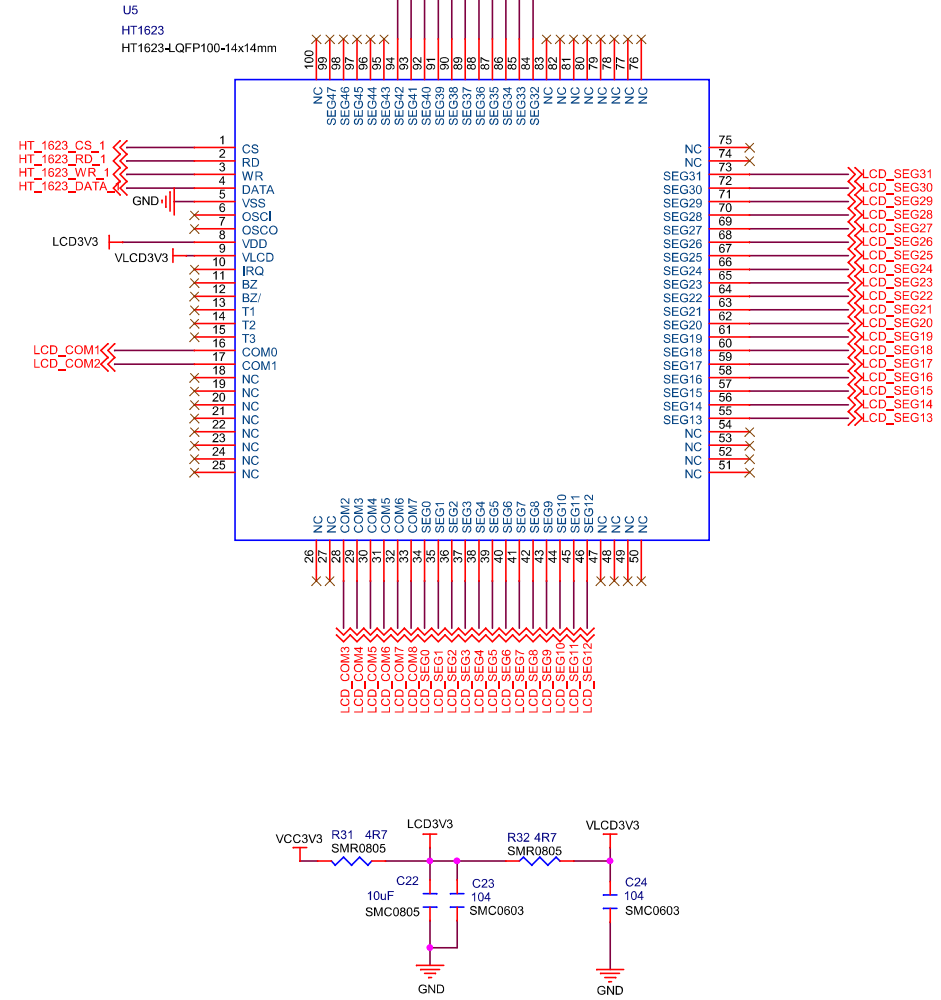 U5
HT1623
HT1623-LQFP100-14x14mm
100
99
98
97
96
95
94
93
92
91
90
89
88
87
86
85
84
83
82
81
80
79
78
77
76
NC
SEG47
SEG46
SEG45
SEG44
SEG43
SEG42
SEG41
SEG40
SEG39
SEG38
SEG37
SEG36
SEG35
SEG34
SEG33
SEG32
NC
NC
NC
NC
NC
NC
NC
NC
HT_1623_CS_1
HT_1623_RD_1
HT_1623_WR_1
HT_1623_DATA_1
GND
LCD3V3
VLCD3V3
LCD_COM1
LCD_COM2
1 CS
2 RD
3 WR
4 DATA
5 VSS
6 OSCI
7 OSCO
8 VDD
9 VLCD
10 IRQ
11 BZ
12 BZ/
13 T1
14 T2
15 T3
16 COM0
17 COM1
18 NC
19 NC
20 NC
21 NC
22 NC
23 NC
24 NC
25 NC
NC 75
NC 74
SEG31 73 LCD_SEG31
SEG30 72 LCD_SEG30
SEG29 71 LCD_SEG29
SEG28 70 LCD_SEG28
SEG27 69 LCD_SEG27
SEG26 68 LCD_SEG26
SEG25 67 LCD_SEG25
SEG24 66 LCD_SEG24
SEG23 65 LCD_SEG23
SEG22 64 LCD_SEG22
SEG21 63 LCD_SEG21
SEG20 62 LCD_SEG20
SEG19 61 LCD_SEG19
SEG18 60 LCD_SEG18
SEG17 59 LCD_SEG17
SEG16 58 LCD_SEG16
SEG15 57 LCD_SEG15
SEG14 56 LCD_SEG14
SEG13 55 LCD_SEG13
NC 54
NC 53
NC 52
NC 51
NC
NC
COM2
COM3
COM4
COM5
COM6
COM7
SEG0
SEG1
SEG2
SEG3
SEG4
SEG5
SEG6
SEG7
SEG8
SEG9
SEG10
SEG11
SEG12
NC
NC
NC
NC
26
27
28
29
30
31
32
33
34
35
36
37
38
39
40
41
42
43
44
45
46
47
48
49
50
LCD_COM3
LCD_COM4
LCD_COM5
LCD_COM6
LCD_COM7
LCD_COM8
LCD_SEG0
LCD_SEG1
LCD_SEG2
LCD_SEG3
LCD_SEG4
LCD_SEG5
LCD_SEG6
LCD_SEG7
LCD_SEG8
LCD_SEG9
LCD_SEG10
LCD_SEG11
LCD_SEG12
VCC3V3
R31 4R7
SMR0805
LCD3V3
R32 4R7
SMR0805
VLCD3V3
C22
10uF
SMC0805
C23
104
SMC0603
C24
104
SMC0603
GND
GND